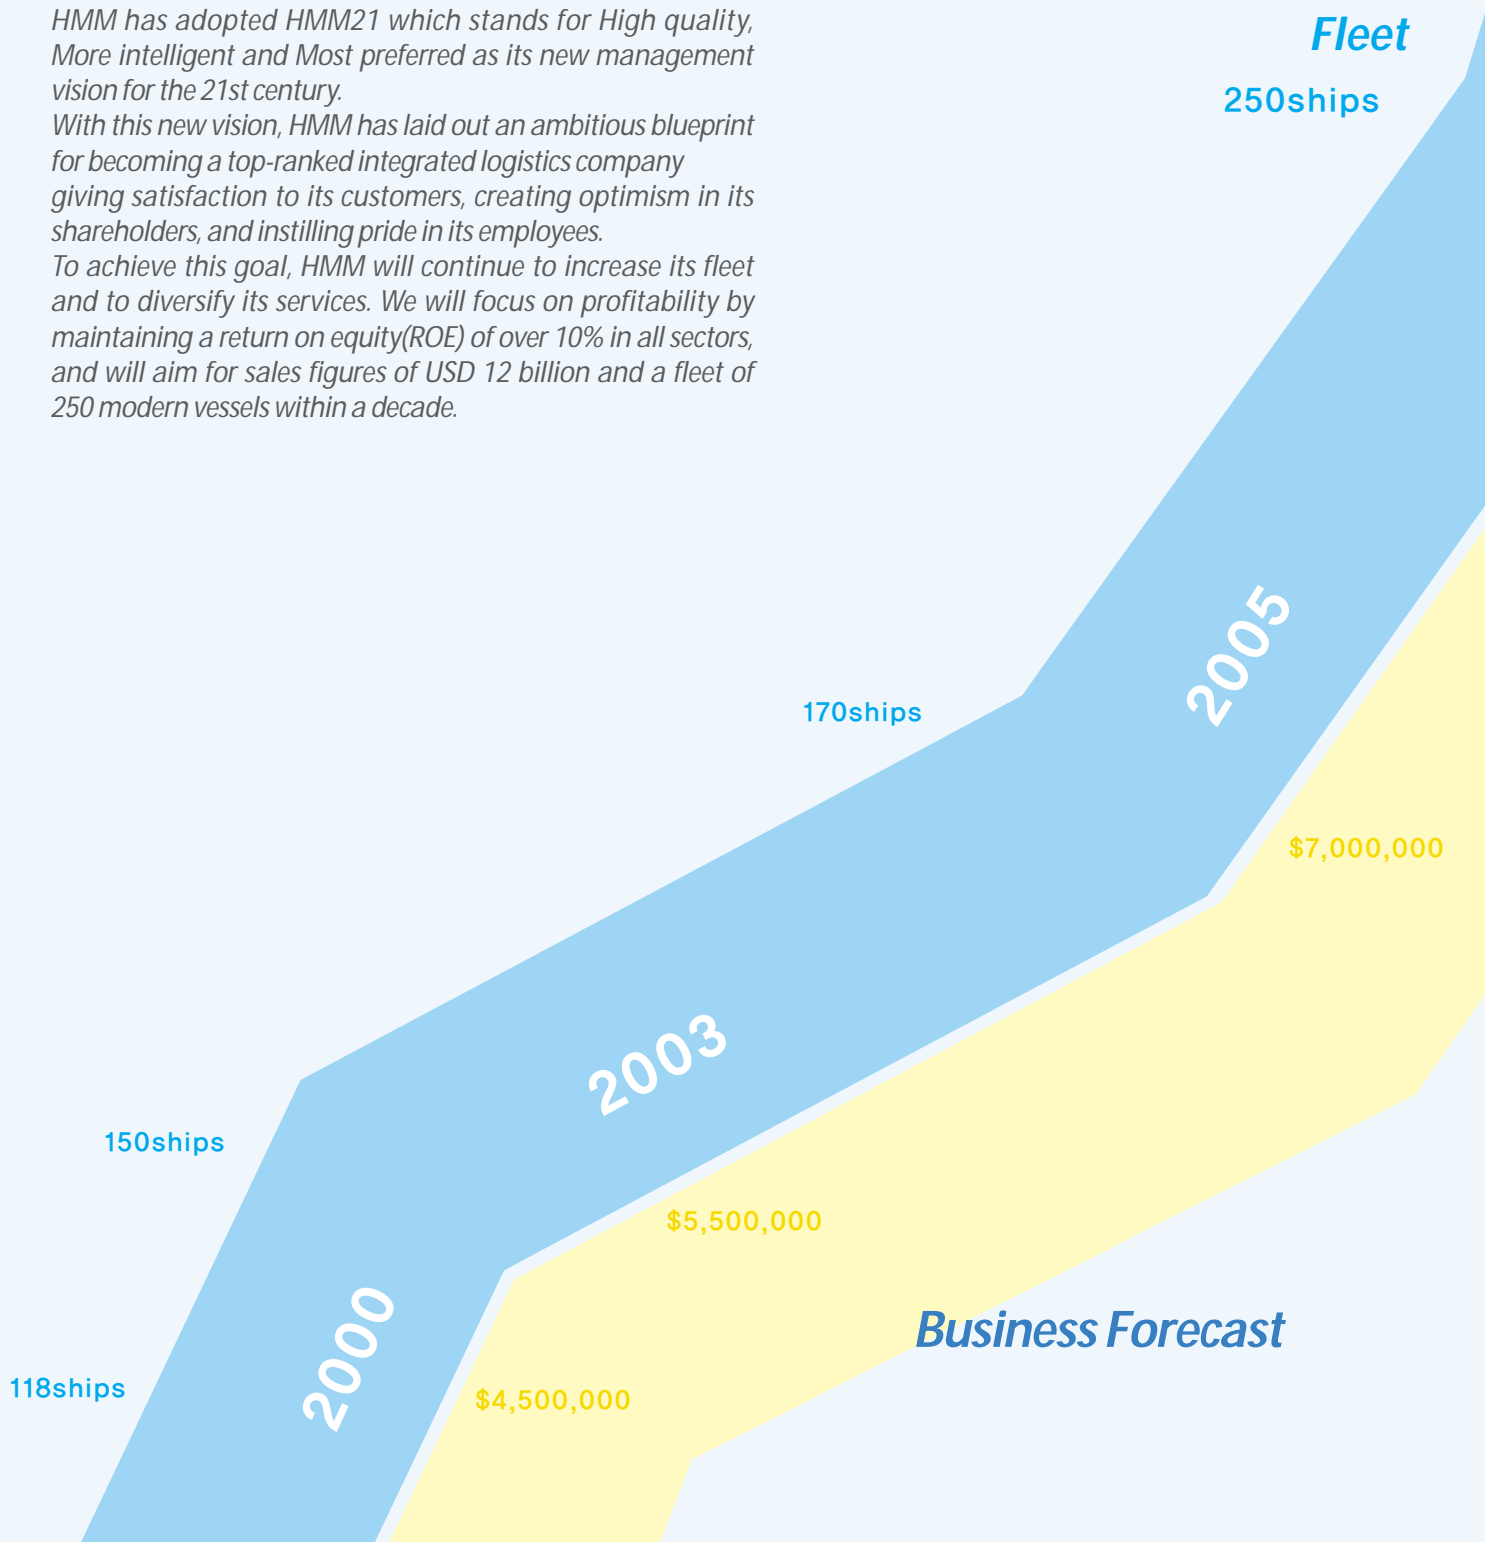 HMM has adopted HMM21 which stands for High quality,
More intelligent and Most preferred as its new management
vision for the 21st century.
With this new vision, HMM has laid out an ambitious blueprint
for becoming a top-ranked integrated logistics company
giving satisfaction to its customers, creating optimism in its
shareholders, and instilling pride in its employees.
To achieve this goal, HMM will continue to increase its fleet
and to diversify its services. We will focus on profitability by
maintaining a return on equity(ROE) of over 10% in all sectors,
and will aim for sales figures of USD 12 billion and a fleet of
250 modern vessels within a decade.
Fleet
250ships
2005
170ships
$7,000,000
2003
150ships
$5,500,000
Business Forecast
2000
118ships
$4,500,000